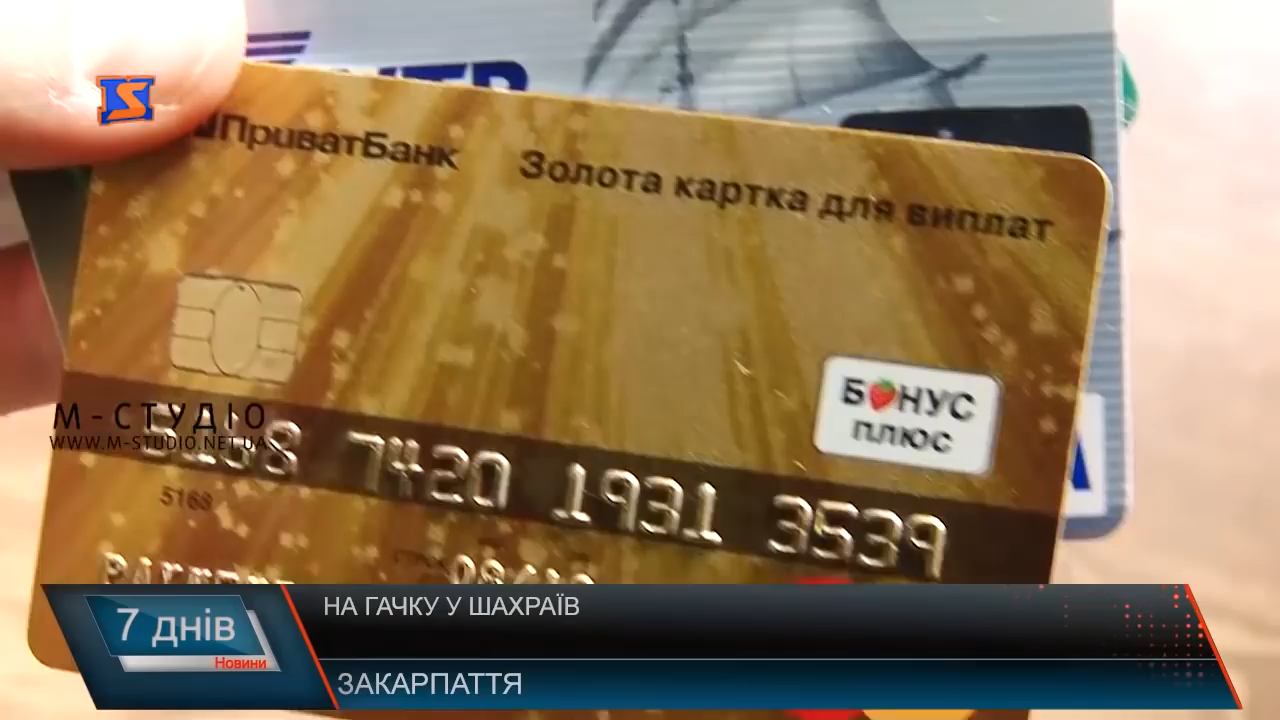 ПриватБанк
Золота картка для виплат
БОНУС
плюс
М-СТУДІО
WWW.M-STUDIO.NET.UA
5168 7420 1931 3539
5168
7 днів
Новини
НА ГАЧКУ У ШАХРАЇВ
ЗАКАРПАТТЯ